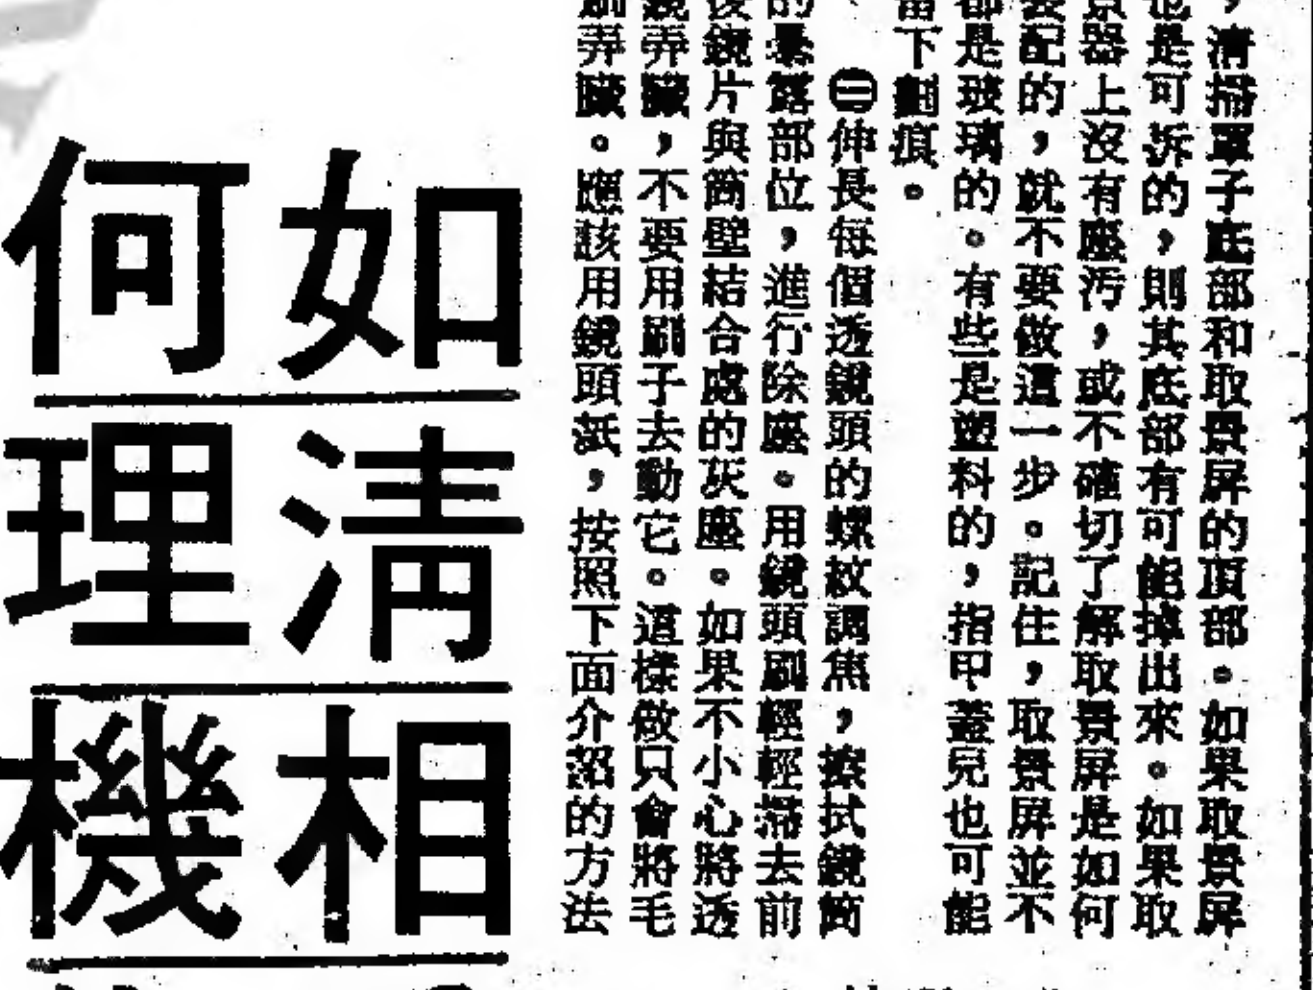 ，清掃罩子底部和取景屏的頂部。如果取景屏
也是可拆的，則其底部有可能掉出來。如果取
景器上沒有塵污，或不確切了解取景屏是如何
裝配的，就不要做這一步。記住，取景屏並不
都是玻璃的。有些是塑料的，指甲蓋兒也可能
留下劃痕。
㊂伸長每個透鏡頭的螺紋調焦，擦拭鏡筒
的暴露部位，進行除塵。用鏡頭刷輕輕掃去前
後鏡片與筒壁結合處的灰塵。如果不小心將透
鏡弄髒，不要用刷子去動它。這樣做只會將毛
刷弄髒。應該用鏡頭紙，按照下面介紹的方法
如何
清理
相機